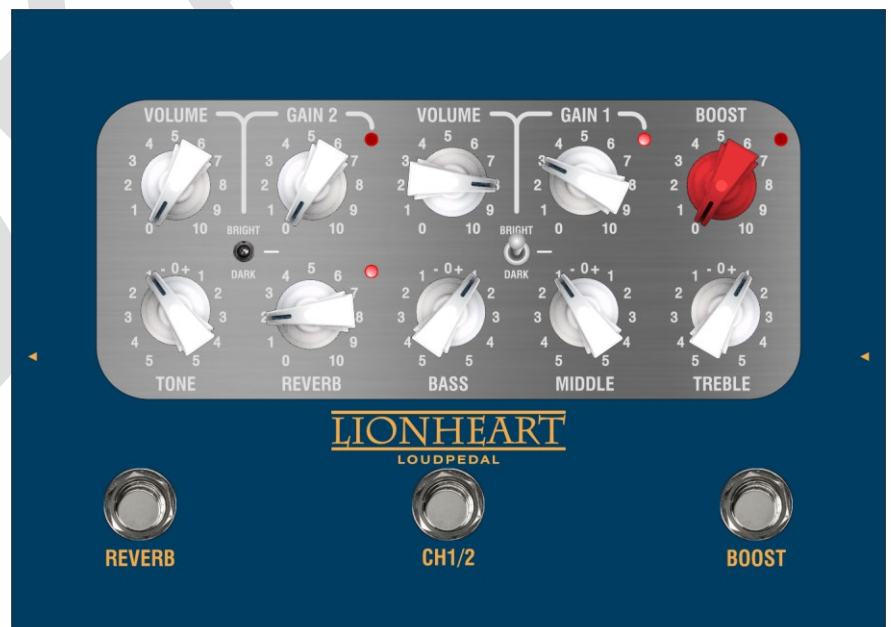 VOLUME GAIN 2 VOLUME GAIN 1 BOOST
0 1 2 3 4 5 6 7 8 9 10
0 1 2 3 4 5 6 7 8 9 10
0 1 2 3 4 5 6 7 8 9 10
0 1 2 3 4 5 6 7 8 9 10
0 1 2 3 4 5 6 7 8 9 10
BRIGHT BRIGHT
DARK DARK
5 4 3 2 1 - 0 + 1 2 3 4 5
0 1 2 3 4 5 6 7 8 9 10
5 4 3 2 1 - 0 + 1 2 3 4 5
5 4 3 2 1 - 0 + 1 2 3 4 5
5 4 3 2 1 - 0 + 1 2 3 4 5
TONE REVERB BASS MIDDLE TREBLE
LIONHEART
LOUDPEDAL
REVERB CH1/2 BOOST